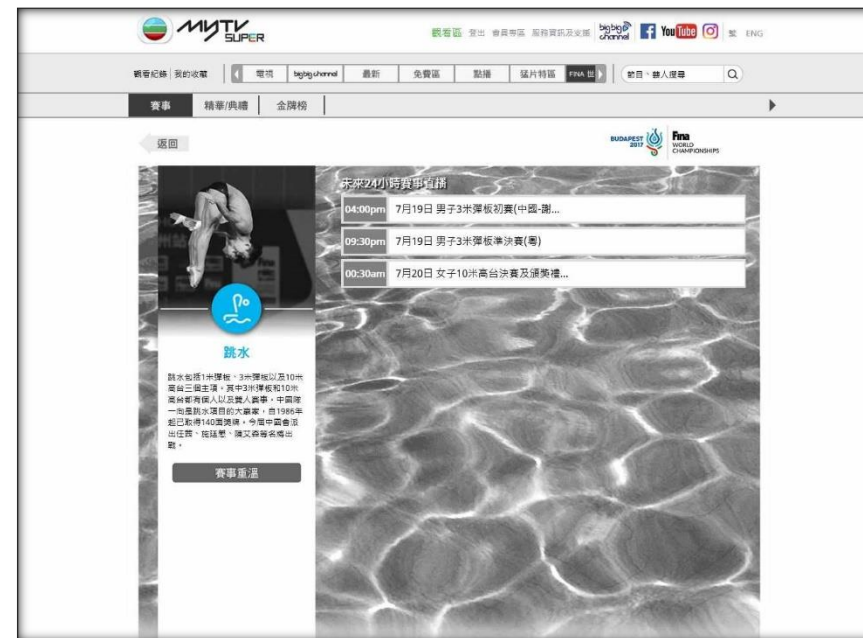 MYTV
SUPER
觀看區 登出 會員專區 服務資訊及支援 bigbig channel f YouTube 繁 ENG
觀看紀錄 | 我的收藏
電視 bigbigchannel 最新 免費區 點播 猛片特區 FINA 世
節目、藝人搜尋
賽事 精華/典禮 金牌榜
返回
BUDAPEST
2017
Fina
WORLD
CHAMPIONSHIPS
未來24小時賽事直播
04:00pm 7月19日 男子3米彈板初賽(中國-謝...
09:30pm 7月19日 男子3米彈板準決賽(粵)
00:30am 7月20日 女子10米高台決賽及頒獎禮...
跳水
跳水包括1米彈板、3米彈板以及10米
高台三個主項。其中3米彈板和10米
高台都有個人以及雙人賽事。中國隊
一向是跳水項目的大贏家,自1986年
起已取得140面獎牌。今屆中國會派
出任茜、施廷懋、陳艾森等名將出
戰。
賽事重溫